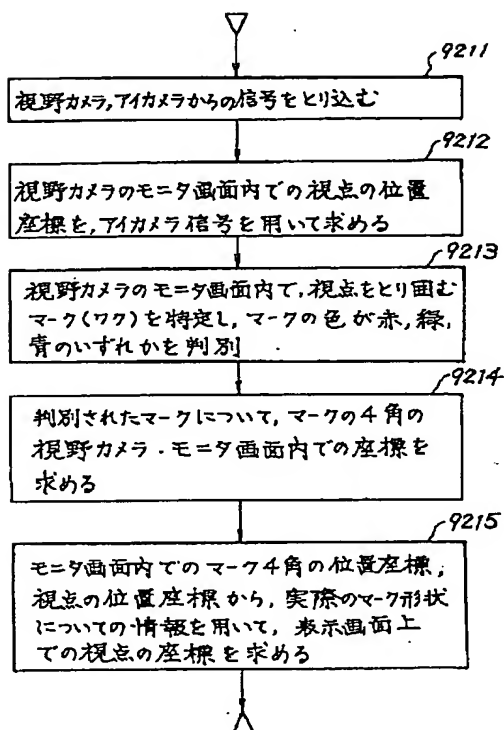 9211
視野カメラ,アイカメラからの信号をとり込む
9212
視野カメラのモニタ画面内での視点の位置
座標を,アイカメラ信号を用いて求める
9213
視野カメラのモニタ画面内で,視点をとり囲む
マーク(ワク)を特定し,マークの色が赤,緑,
青のいずれかを判別
9214
判別されたマークについて,マークの4角の
視野カメラ・モニタ画面内での座標を
求める
9215
モニタ画面内でのマーク4角の位置座標,
視点の位置座標から,実際のマーク形状
についての情報を用いて,表示画面上
での視点の座標を求める